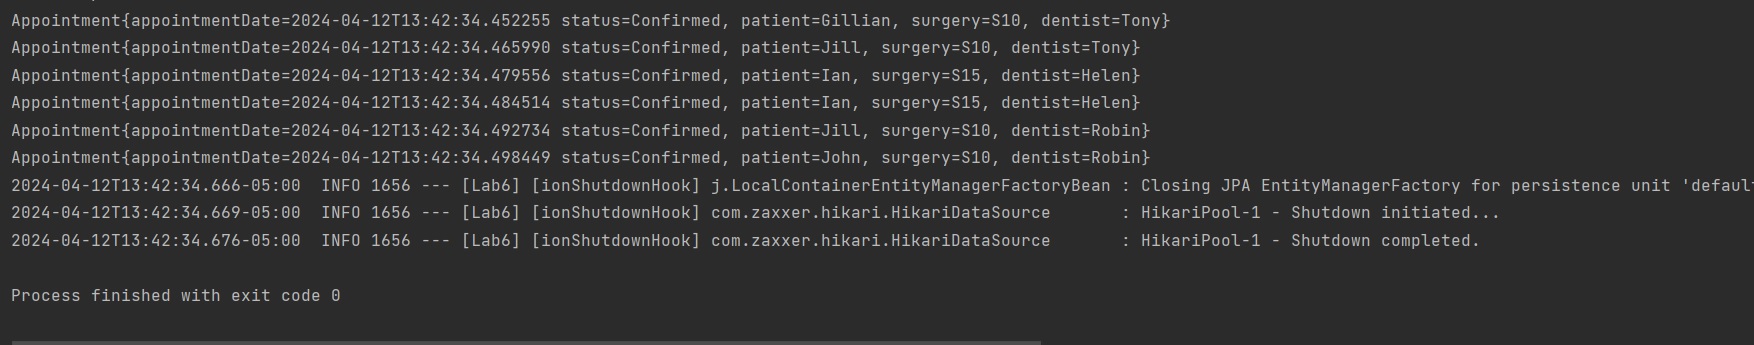 Appointment{appointmentDate=2024-04-12T13:42:34.452255 status=Confirmed, patient=Gillian, surgery=S10, dentist=Tony}
Appointment{appointmentDate=2024-04-12T13:42:34.465990 status=Confirmed, patient=Jill, surgery=S10, dentist=Tony}
Appointment{appointmentDate=2024-04-12T13:42:34.479556 status=Confirmed, patient=Ian, surgery=S15, dentist=Helen}
Appointment{appointmentDate=2024-04-12T13:42:34.484514 status=Confirmed, patient=Ian, surgery=S15, dentist=Helen}
Appointment{appointmentDate=2024-04-12T13:42:34.492734 status=Confirmed, patient=Jill, surgery=S10, dentist=Robin}
Appointment{appointmentDate=2024-04-12T13:42:34.498449 status=Confirmed, patient=John, surgery=S10, dentist=Robin}
2024-04-12T13:42:34.666-05:00  INFO 1656 --- [Lab6] [ionShutdownHook] j.LocalContainerEntityManagerFactoryBean : Closing JPA EntityManagerFactory for persistence unit 'default
2024-04-12T13:42:34.669-05:00  INFO 1656 --- [Lab6] [ionShutdownHook] com.zaxxer.hikari.HikariDataSource       : HikariPool-1 - Shutdown initiated...
2024-04-12T13:42:34.676-05:00  INFO 1656 --- [Lab6] [ionShutdownHook] com.zaxxer.hikari.HikariDataSource       : HikariPool-1 - Shutdown completed.
Process finished with exit code 0